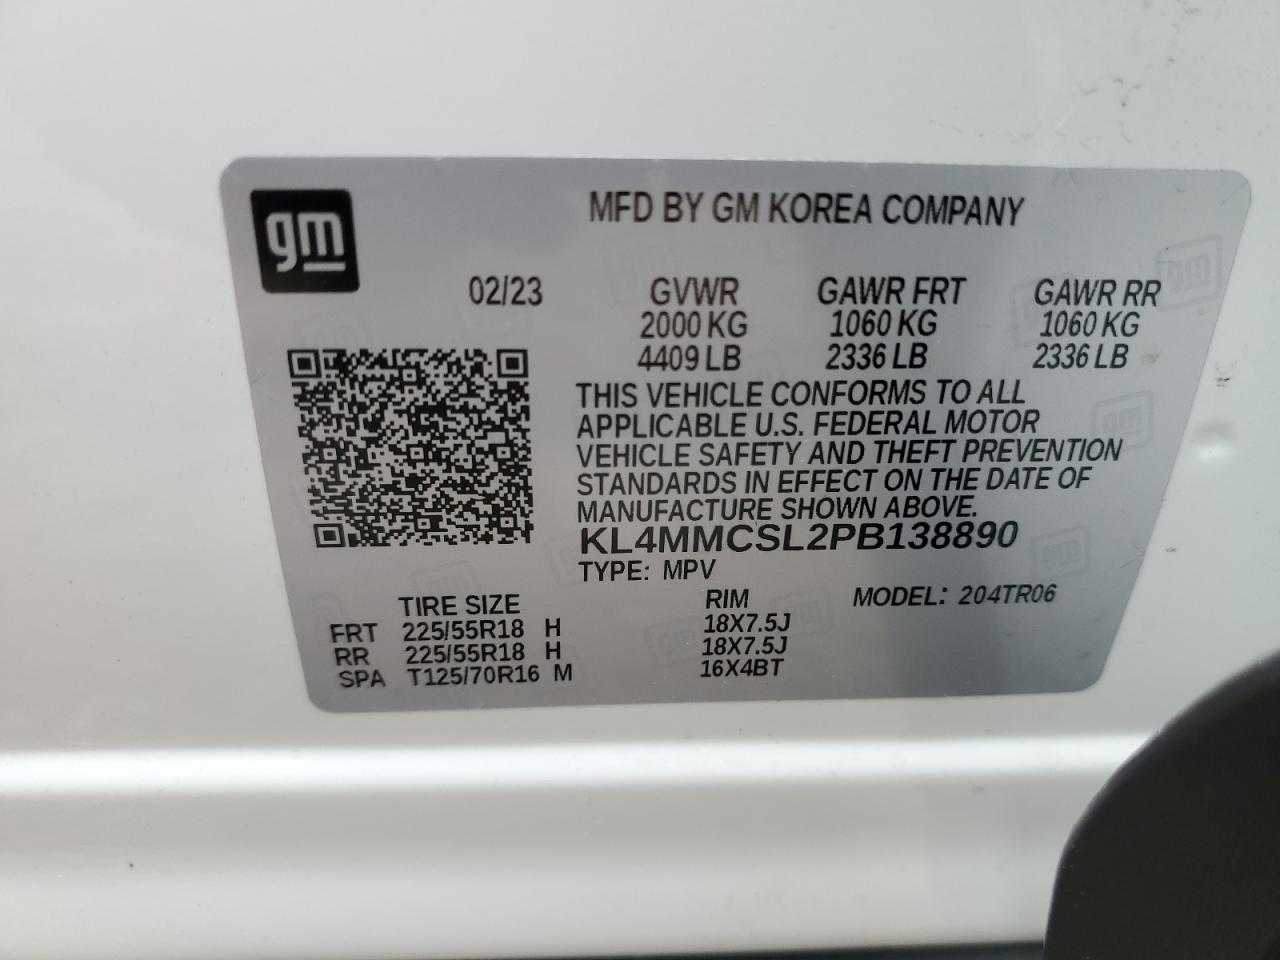 gm
MFD BY GM KOREA COMPANY
02/23 GVWR GAWR FRT GAWR RR
2000 KG 1060 KG 1060 KG
4409 LB 2336 LB 2336 LB
THIS VEHICLE CONFORMS TO ALL
APPLICABLE U.S. FEDERAL MOTOR
VEHICLE SAFETY AND THEFT PREVENTION
STANDARDS IN EFFECT ON THE DATE OF
MANUFACTURE SHOWN ABOVE.
KL4MMCSL2PB138890
TYPE: MPV
TIRE SIZE RIM MODEL: 204TR06
FRT 225/55R18 H 18X7.5J
RR 225/55R18 H 18X7.5J
SPA T125/70R16 M 16X4BT